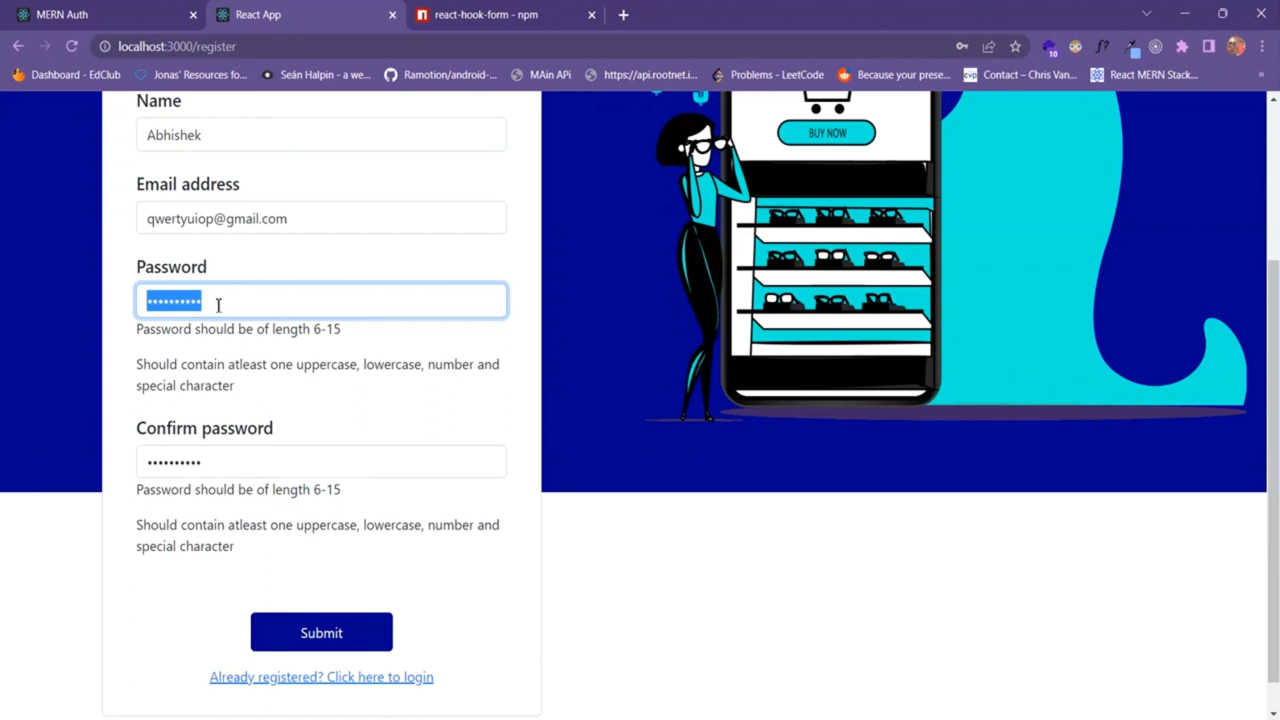 MERN Auth
React App
react-hook-form - npm
localhost:3000/register
10
f?
Dashboard - EdClub
Jonas' Resources fo...
Seán Halpin - a we...
Ramotion/android-...
MAin APi
https://api.rootnet.i...
Problems - LeetCode
Because your prese...
cvp
Contact – Chris Van...
React MERN Stack...
»
Name
Abhishek
BUY NOW
Email address
qwertyuiop@gmail.com
Password
••••••••••
Password should be of length 6-15
Should contain atleast one uppercase, lowercase, number and
special character
Confirm password
••••••••••
Password should be of length 6-15
Should contain atleast one uppercase, lowercase, number and
special character
Submit
Already registered? Click here to login